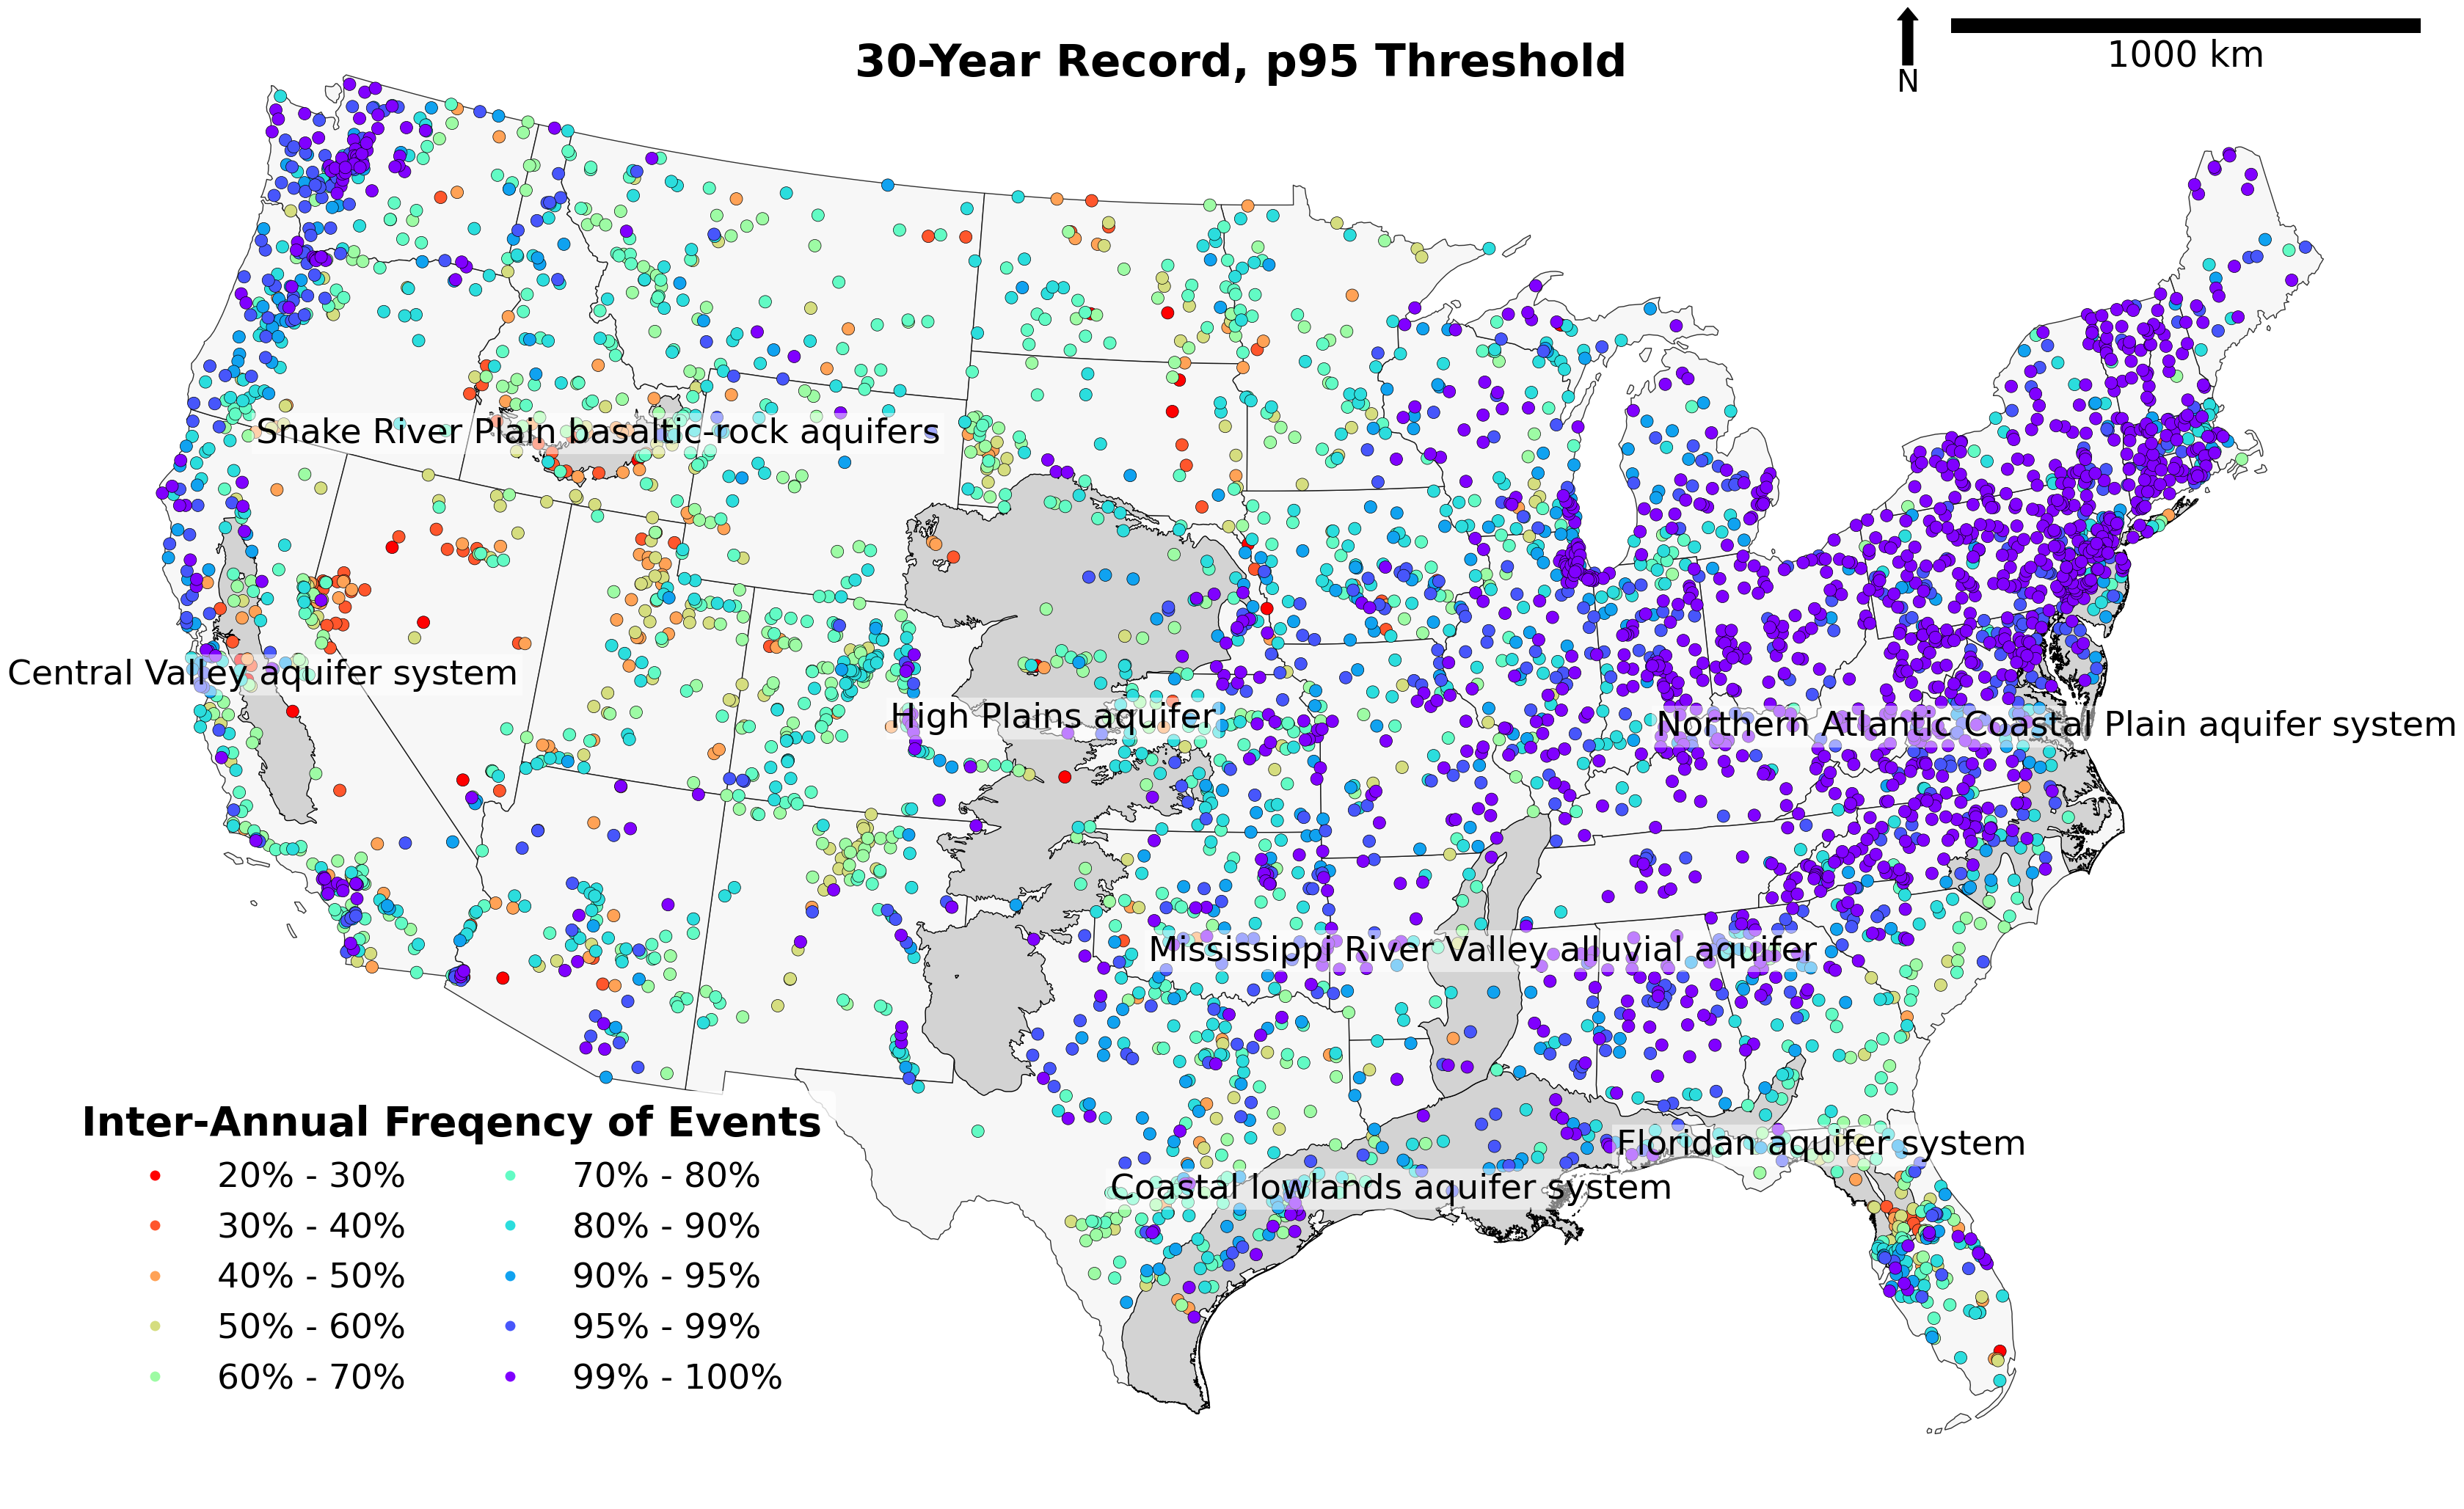 30-Year Record, p95 Threshold
1000 km
N
Snake River Plain basaltic-rock aquifers
Central Valley aquifer system
High Plains aquifer
Northern Atlantic Coastal Plain aquifer system
Mississippi River Valley alluvial aquifer
Floridan aquifer system
Coastal lowlands aquifer system
Inter-Annual Freqency of Events
20% - 30%
30% - 40%
40% - 50%
50% - 60%
60% - 70%
70% - 80%
80% - 90%
90% - 95%
95% - 99%
99% - 100%